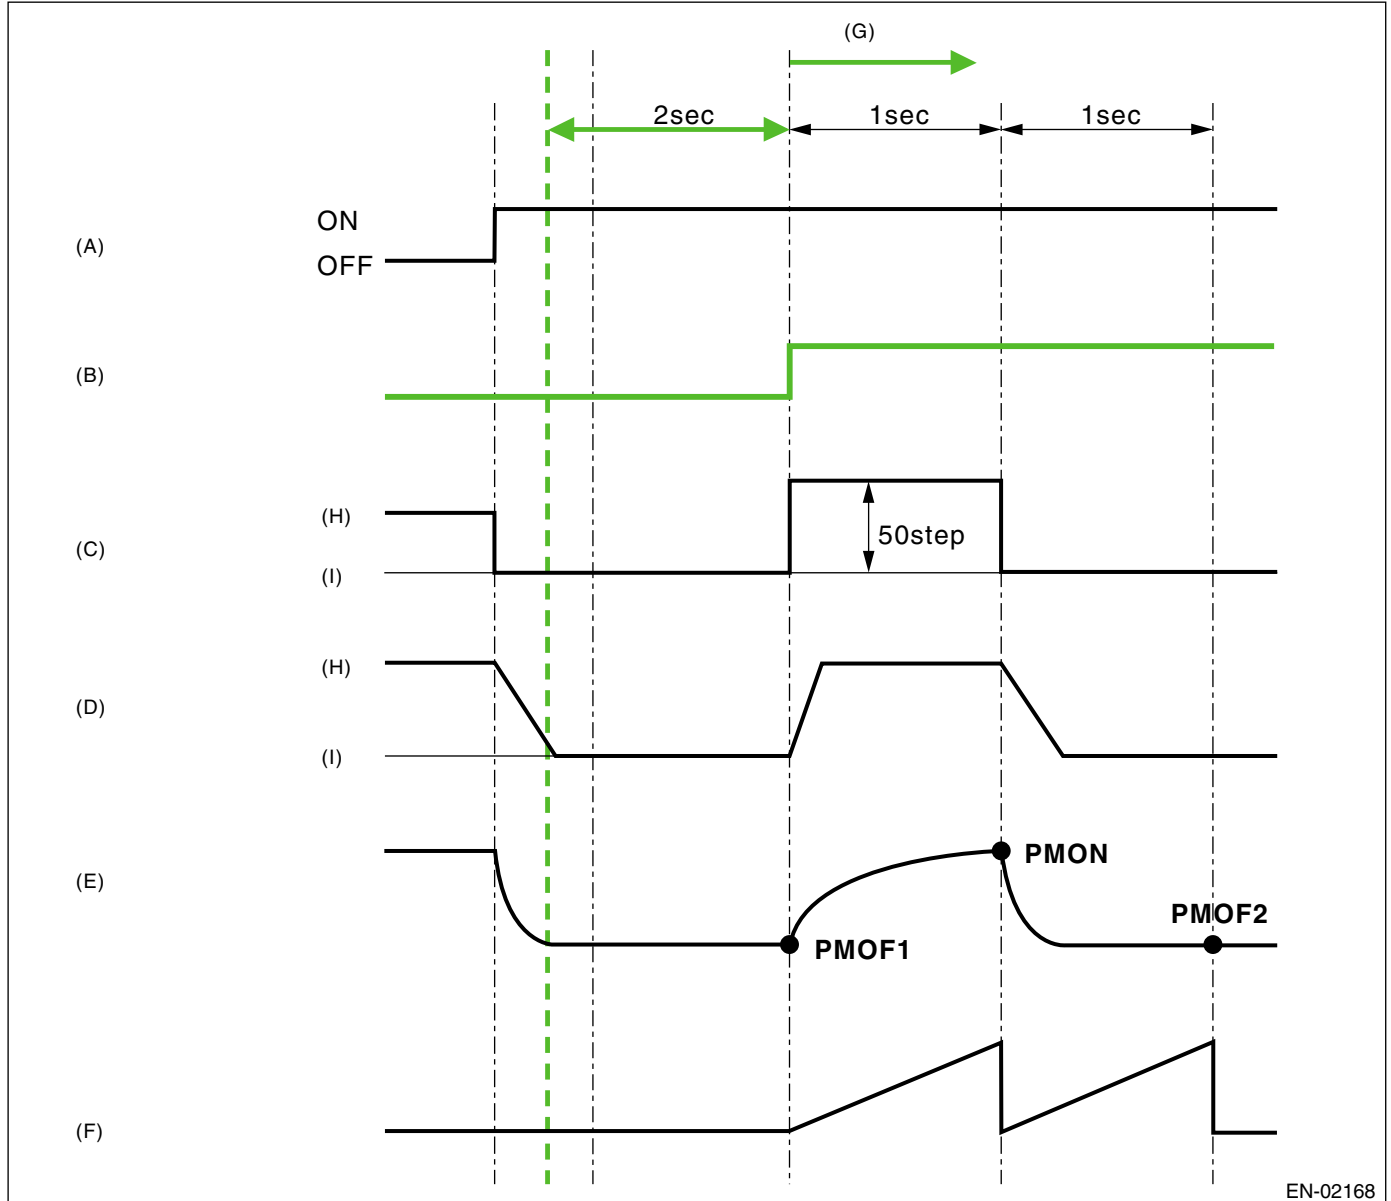 (G)
2sec 1sec 1sec
ON
(A)
OFF
(B)
(H)
50step
(C)
(I)
(H)
(D)
(I)
PMON
(E)
PMOF2
PMOF1
(F)
EN-02168